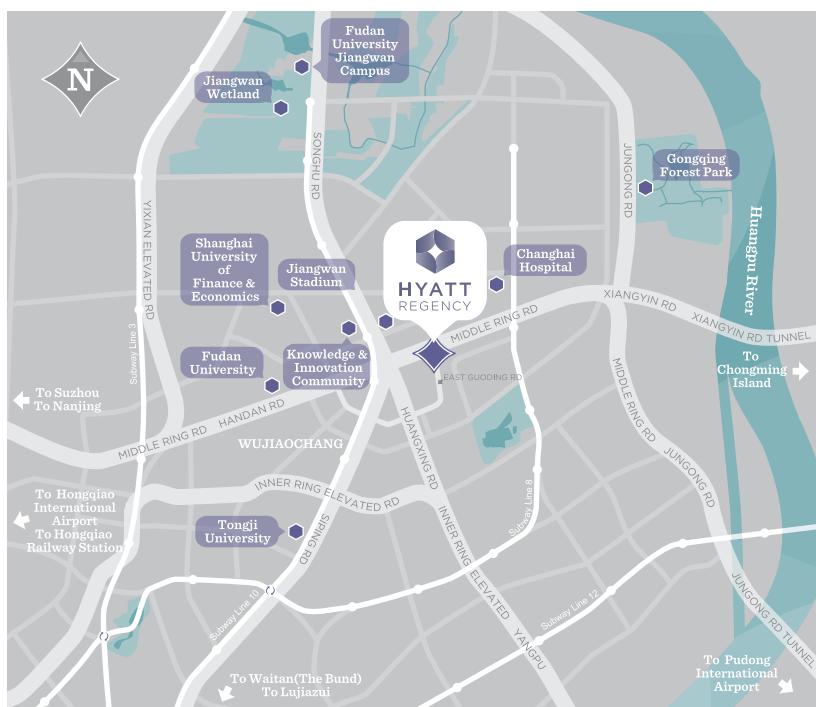 N
Fudan
University
Jiangwan
Campus
Jiangwan
Wetland
SONGHU RD
JUNGONG RD
Gongqing
Forest Park
YIXIAN ELEVATED RD
Huangpu River
Shanghai
University
of
Finance &
Economics
Jiangwan
Stadium
HYATT
REGENCY
Changhai
Hospital
XIANGYIN RD
XIANGYIN RD TUNNEL
MIDDLE RING RD
Subway Line 3
Fudan
University
Knowledge &
Innovation
Community
EAST GUODING RD
To
Chongming
Island
To Suzhou
To Nanjing
MIDDLE RING RD
HANDAN RD
WUJIAOCHANG
HUANGXING RD
MIDDLE RING RD
JUNGONG RD
INNER RING ELEVATED RD
To Hongqiao
International
Airport
To Hongqiao
Railway Station
Tongji
University
SIPING RD
Subway Line 8
INNER RING ELEVATED
YANGPU
Subway Line 10
Subway Line 12
JUNGONG RD TUNNEL
To Waitan(The Bund)
To Lujiazui
To Pudong
International
Airport